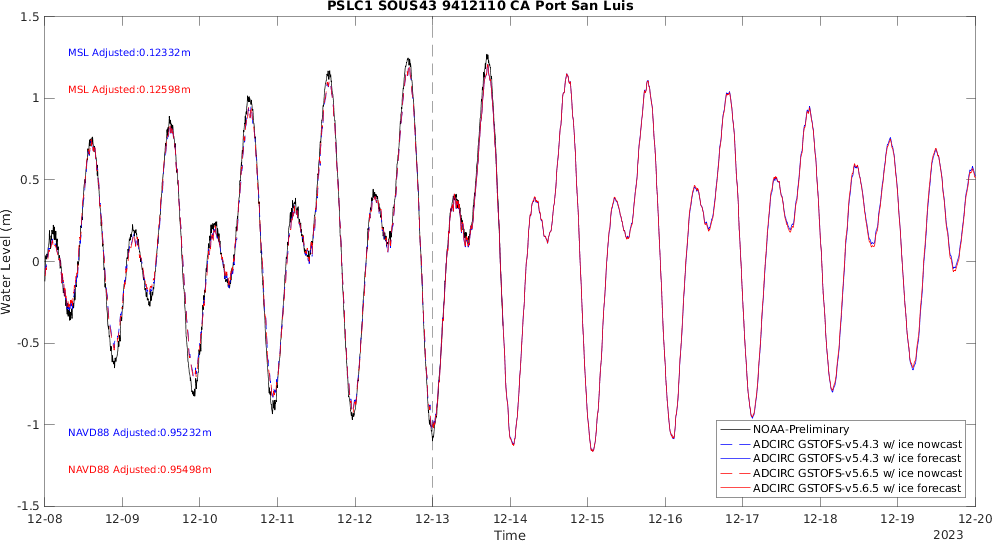 PSLC1 SOUS43 9412110 CA Port San Luis
1.5
1
0.5
0
-0.5
-1
-1.5
Water Level (m)
MSL Adjusted:0.12332m
MSL Adjusted:0.12598m
NAVD88 Adjusted:0.95232m
NAVD88 Adjusted:0.95498m
NOAA-Preliminary
ADCIRC GSTOFS-v5.4.3 w/ ice nowcast
ADCIRC GSTOFS-v5.4.3 w/ ice forecast
ADCIRC GSTOFS-v5.6.5 w/ ice nowcast
ADCIRC GSTOFS-v5.6.5 w/ ice forecast
12-08 12-09 12-10 12-11 12-12 12-13 12-14 12-15 12-16 12-17 12-18 12-19 12-20
Time
2023